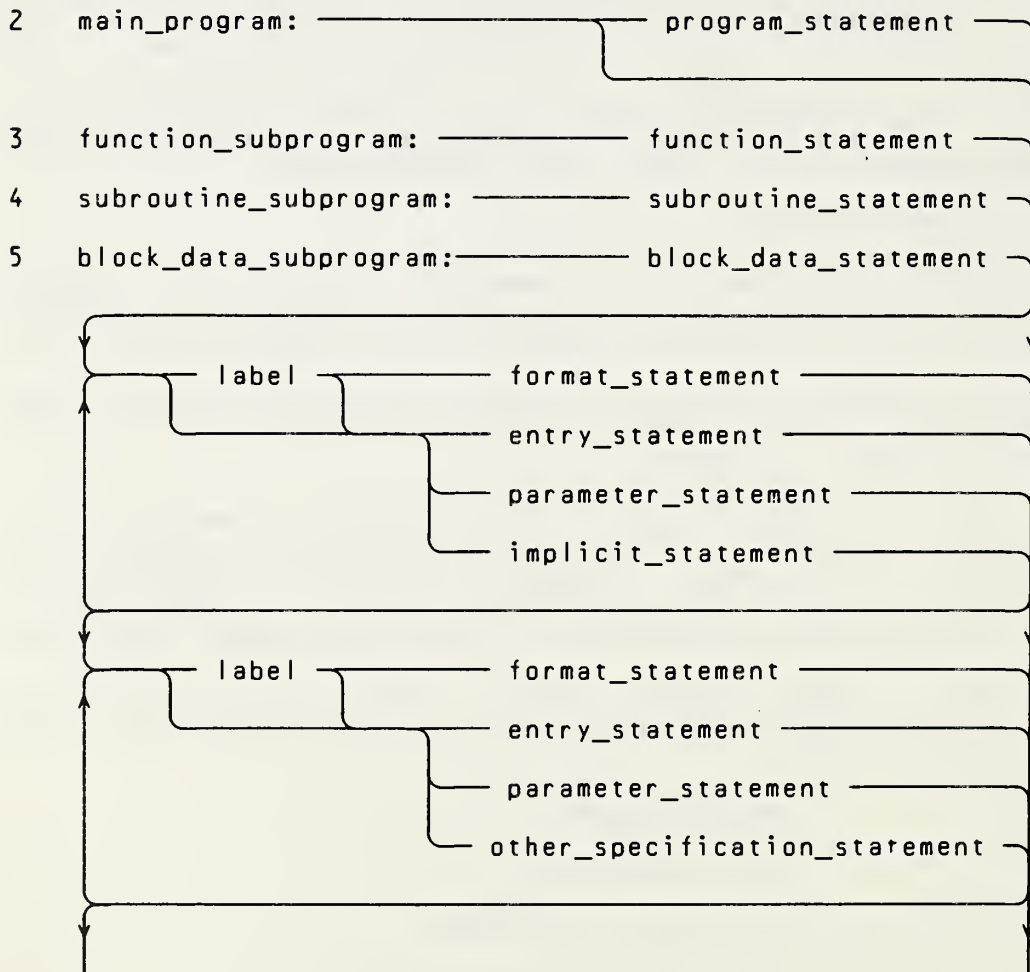 2 main_program: program_statement
3 function_subprogram: function_statement
4 subroutine_subprogram: subroutine_statement
5 block_data_subprogram: block_data_statement
label format_statement
entry_statement
parameter_statement
implicit_statement
label format_statement
entry_statement
parameter_statement
other_specification_statement